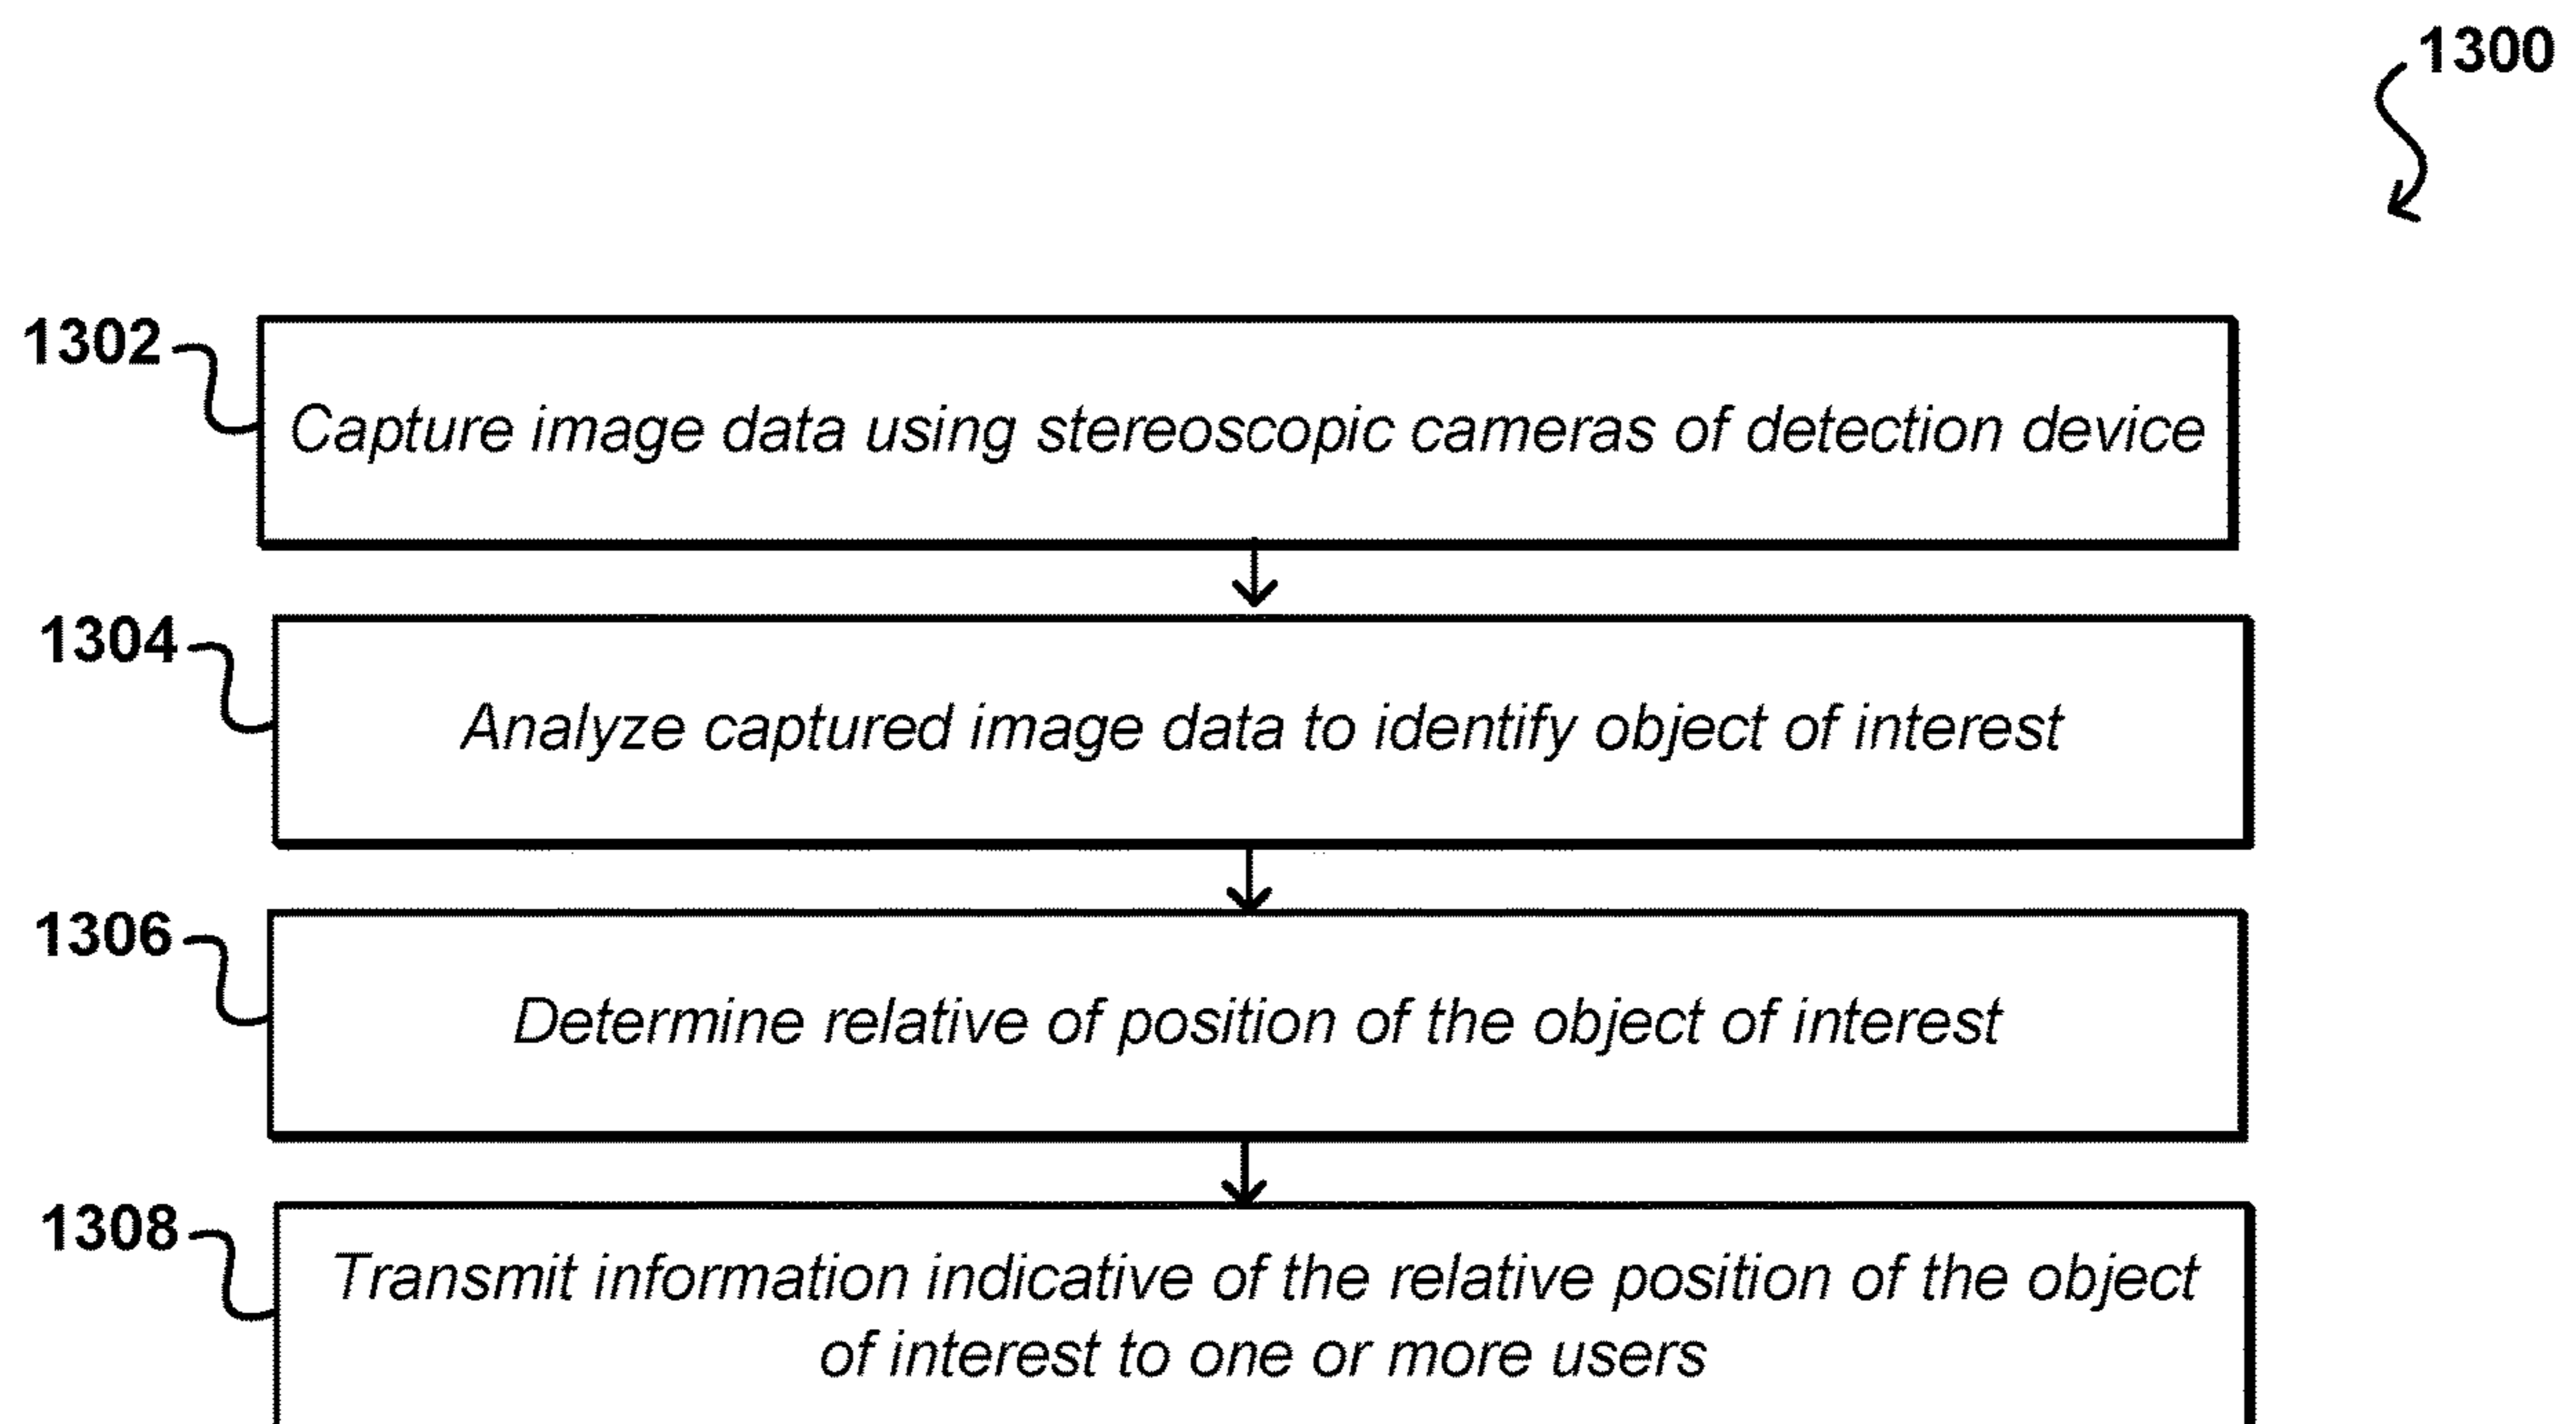 1300
1302
Capture image data using stereoscopic cameras of detection device
1304
Analyze captured image data to identify object of interest
1306
Determine relative of position of the object of interest
1308
Transmit information indicative of the relative position of the object
of interest to one or more users